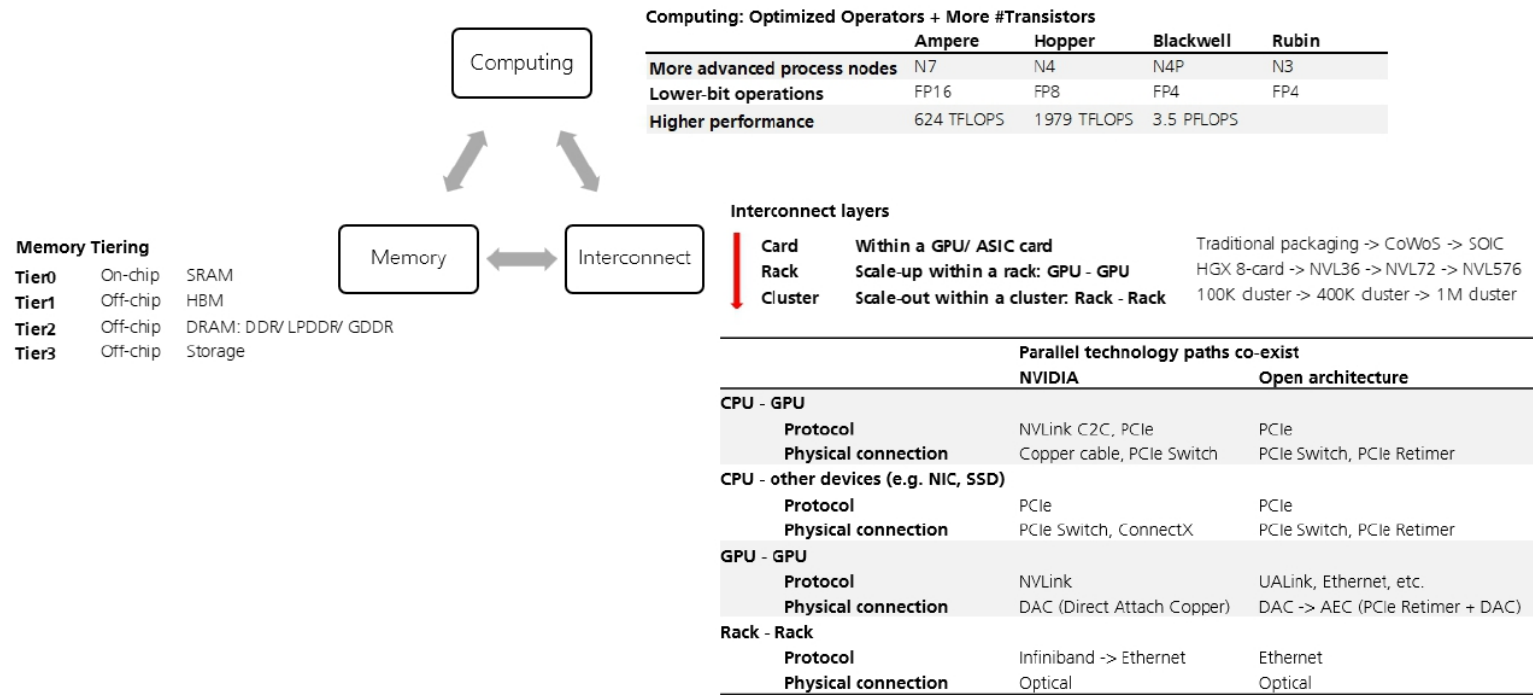 Computing: Optimized Operators + More #Transistors
Ampere Hopper Blackwell Rubin
More advanced process nodes N7 N4 N4P N3
Lower-bit operations FP16 FP8 FP4 FP4
Higher performance 624 TFLOPS 1979 TFLOPS 3.5 PFLOPS
Computing
Memory
Interconnect
Memory Tiering
Tier0 On-chip SRAM
Tier1 Off-chip HBM
Tier2 Off-chip DRAM: DDR/ LPDDR/ GDDR
Tier3 Off-chip Storage
Interconnect layers
Card Within a GPU/ ASIC card Traditional packaging -> CoWoS -> SOIC
Rack Scale-up within a rack: GPU - GPU HGX 8-card -> NVL36 -> NVL72 -> NVL576
Cluster Scale-out within a cluster: Rack - Rack 100K cluster -> 400K cluster -> 1M cluster
Parallel technology paths co-exist
NVIDIA Open architecture
CPU - GPU
Protocol NVLink C2C, PCIe PCIe
Physical connection Copper cable, PCIe Switch PCIe Switch, PCIe Retimer
CPU - other devices (e.g. NIC, SSD)
Protocol PCIe PCIe
Physical connection PCIe Switch, ConnectX PCIe Switch, PCIe Retimer
GPU - GPU
Protocol NVLink UALink, Ethernet, etc.
Physical connection DAC (Direct Attach Copper) DAC -> AEC (PCIe Retimer + DAC)
Rack - Rack
Protocol Infiniband -> Ethernet Ethernet
Physical connection Optical Optical